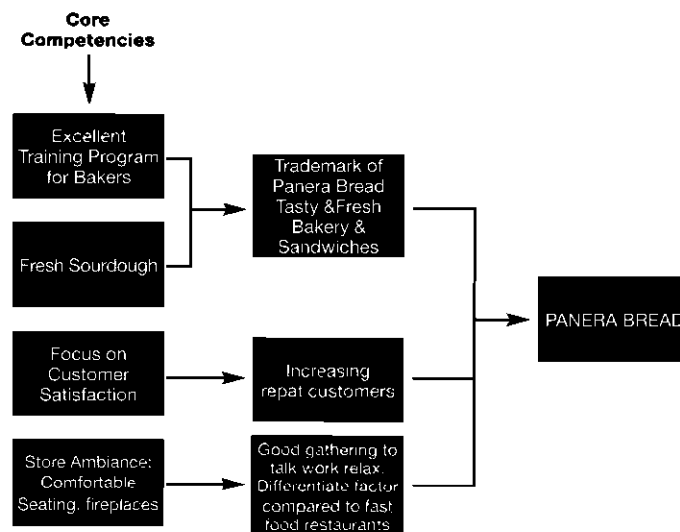 Core
Competencies
Excellent
Training Program
for Bakers
Fresh Sourdough
Trademark of
Panera Bread
Tasty &Fresh
Bakery &
Sandwiches
PANERA BREAD
Focus on
Customer
Satisfaction
Increasing
repat customers
Store Ambiance:
Comfortable
Seating, fireplaces
Good gathering to
talk work relax.
Differentiate factor
compared to fast
food restaurants